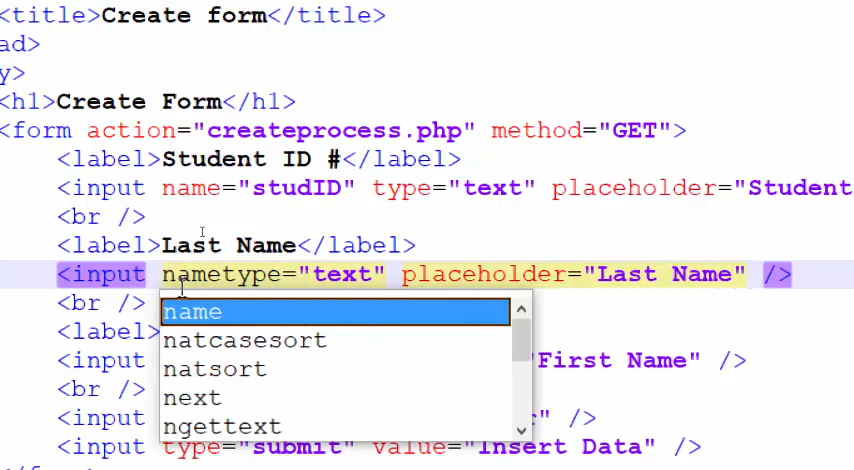 <title>Create form</title>
ad>
y>
<h1>Create Form</h1>
<form action="createprocess.php" method="GET">
<label>Student ID #</label>
<input name="studID" type="text" placeholder="Student
<br />
<label>Last Name</label>
<input nametype="text" placeholder="Last Name" />
<br />
name
natcasesort
<label>
natsort
<input "First Name" />
<br />
next
<input " />
ngettext
<input type="submit" value="Insert Data" />